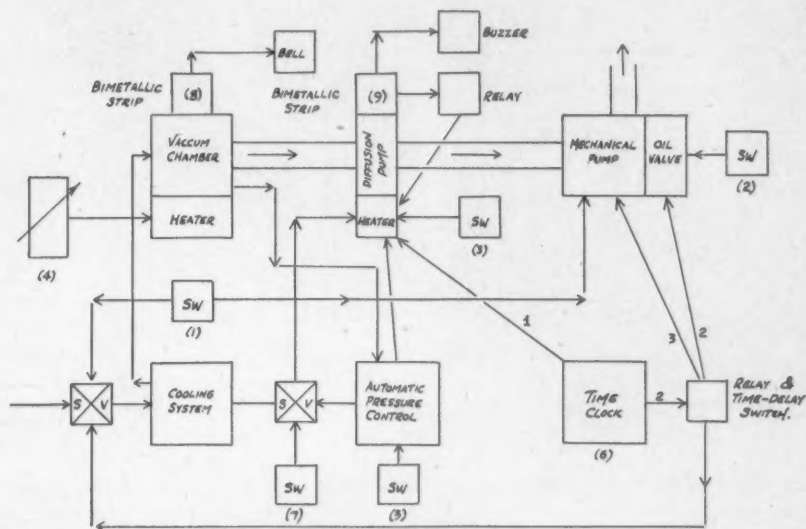 BUZZER
BELL
BIMETALLIC
STRIP
(8)
BIMETALLIC
STRIP
(9)
RELAY
VACCUM
CHAMBER
DIFFUSION PUMP
MECHANICAL
PUMP
OIL
VALVE
SW
(2)
HEATER
HEATER
SW
(3)
(4)
SW
(1)
1
3
2
S V
COOLING
SYSTEM
S V
AUTOMATIC
PRESSURE
CONTROL
TIME
CLOCK
2
RELAY &
TIME-DELAY
SWITCH.
(6)
SW
(7)
SW
(5)